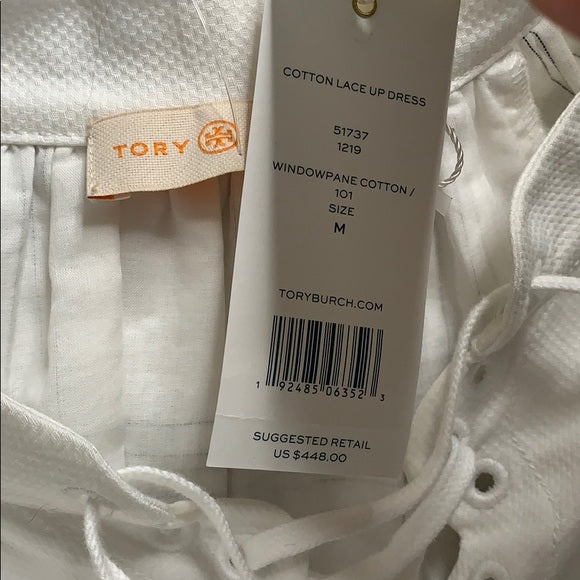 TORY
COTTON LACE UP DRESS
51737
1219
WINDOWPANE COTTON /
101
SIZE
M
TORYBURCH.COM
1 92485 06352 3
SUGGESTED RETAIL
US $448.00